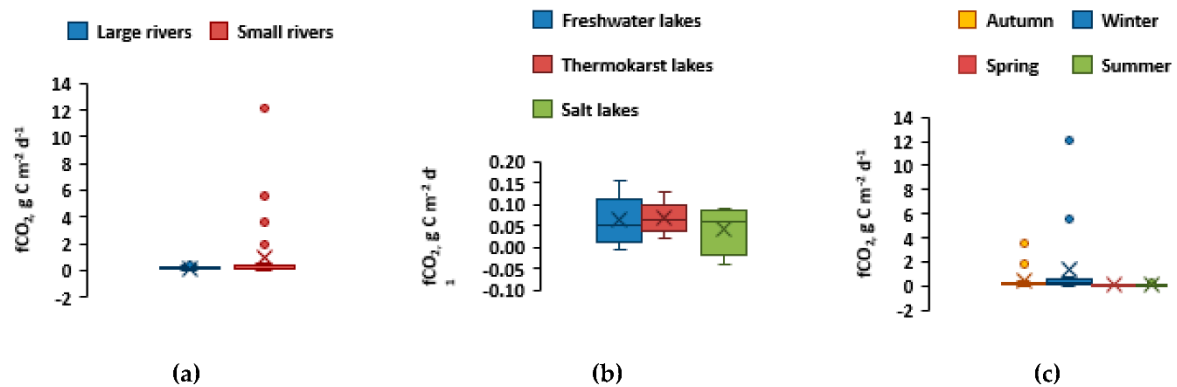 Large rivers Small rivers
fCO2, g C m-2 d-1
14
12
10
8
6
4
2
0
-2
(a)
Freshwater lakes
Thermokarst lakes
Salt lakes
fCO2, g C m-2 d-
1
0.20
0.15
0.10
0.05
0.00
-0.05
-0.10
(b)
Autumn Winter
Spring Summer
fCO2, g C m-2 d-1
14
12
10
8
6
4
2
0
-2
(c)